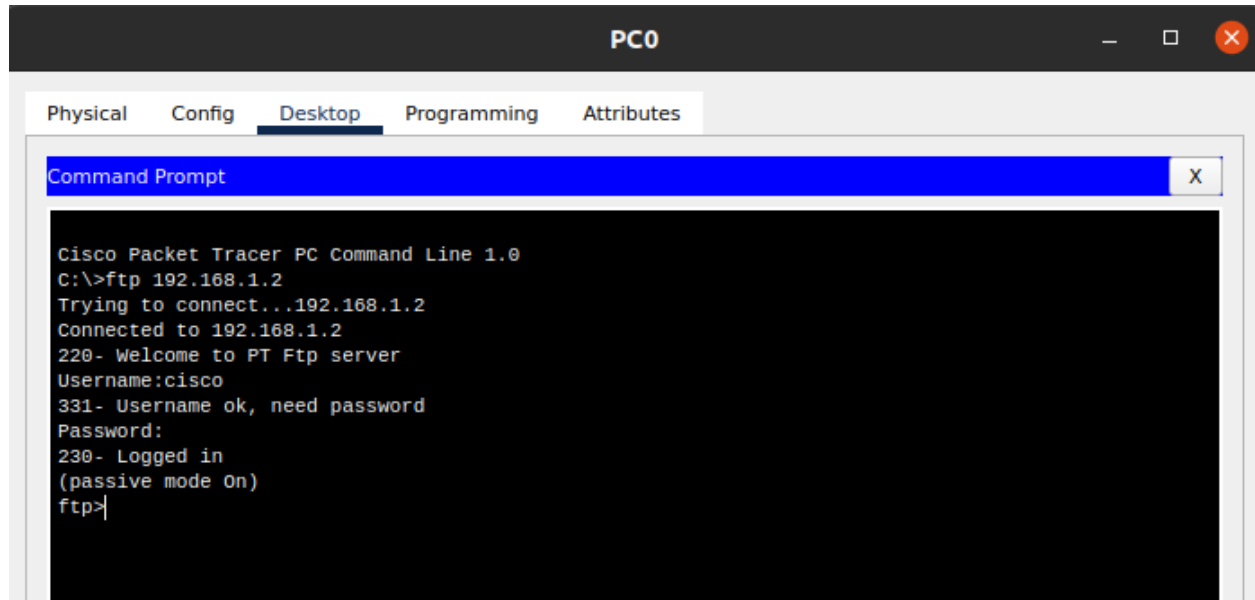 PC0
Physical Config Desktop Programming Attributes
Command Prompt X
Cisco Packet Tracer PC Command Line 1.0
C:\>ftp 192.168.1.2
Trying to connect...192.168.1.2
Connected to 192.168.1.2
220- Welcome to PT Ftp server
Username:cisco
331- Username ok, need password
Password:
230- Logged in
(passive mode On)
ftp>